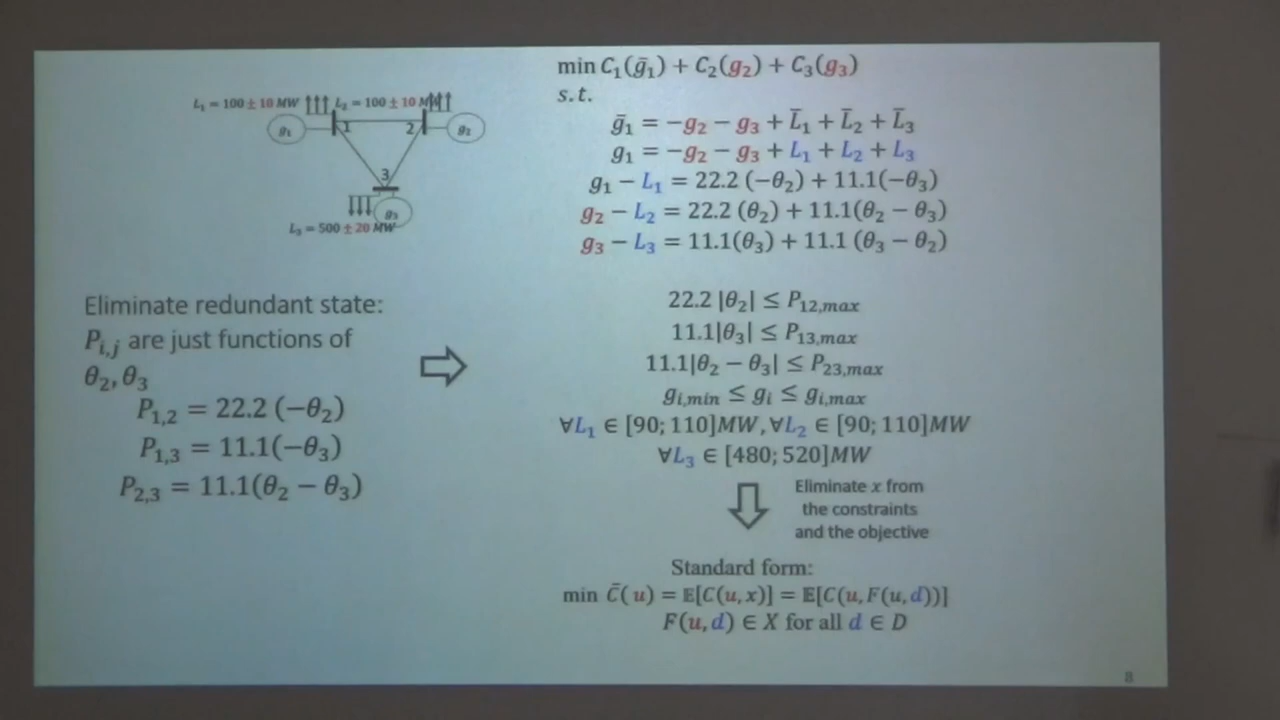 L₁ = 100 ± 10 MW
L₂ = 100 ± 10 MW
g₁
1
2
g₂
3
g₃
L₃ = 500 ± 20 MW
Eliminate redundant state:
P_{i,j} are just functions of
θ₂, θ₃
P_{1,2} = 22.2 (−θ₂)
P_{1,3} = 11.1(−θ₃)
P_{2,3} = 11.1(θ₂ − θ₃)
min C₁(ḡ₁) + C₂(g₂) + C₃(g₃)
s.t.
ḡ₁ = −g₂ − g₃ + L̄₁ + L̄₂ + L̄₃
g₁ = −g₂ − g₃ + L₁ + L₂ + L₃
g₁ − L₁ = 22.2 (−θ₂) + 11.1(−θ₃)
g₂ − L₂ = 22.2 (θ₂) + 11.1(θ₂ − θ₃)
g₃ − L₃ = 11.1(θ₃) + 11.1 (θ₃ − θ₂)
22.2 |θ₂| ≤ P_{12,max}
11.1|θ₃| ≤ P_{13,max}
11.1|θ₂ − θ₃| ≤ P_{23,max}
g_{i,min} ≤ g_i ≤ g_{i,max}
∀L₁ ∈ [90; 110]MW, ∀L₂ ∈ [90; 110]MW
∀L₃ ∈ [480; 520]MW
Eliminate x from
the constraints
and the objective
Standard form:
min C̄(u) = 𝔼[C(u, x)] = 𝔼[C(u, F(u, d))]
F(u, d) ∈ X for all d ∈ D
8